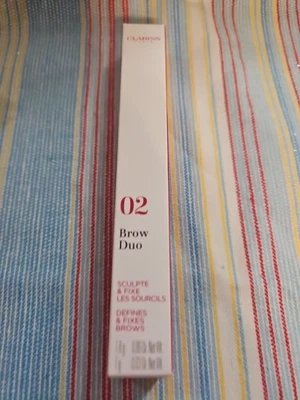 CLARINS
02
Brow
Duo
SCULPTE
& FIXE
LES SOURCILS
DEFINES
& FIXES
BROWS